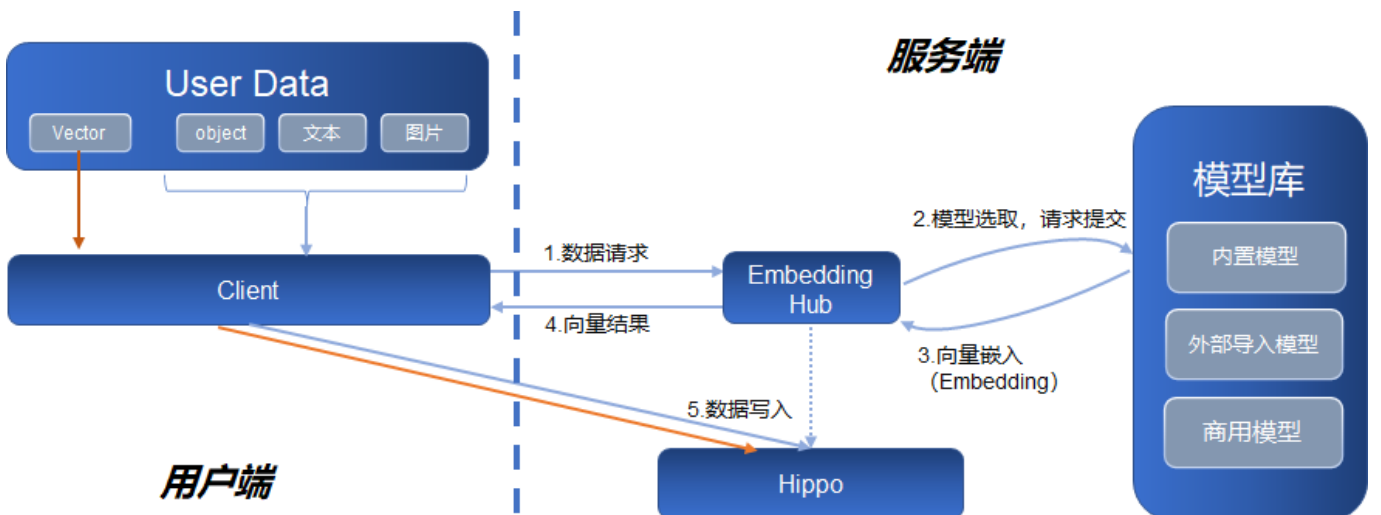 服务端
User Data
Vector
object
文本
图片
模型库
2.模型选取，请求提交
内置模型
1.数据请求
Embedding
Hub
Client
4.向量结果
外部导入模型
3.向量嵌入
（Embedding）
5.数据写入
商用模型
用户端
Hippo